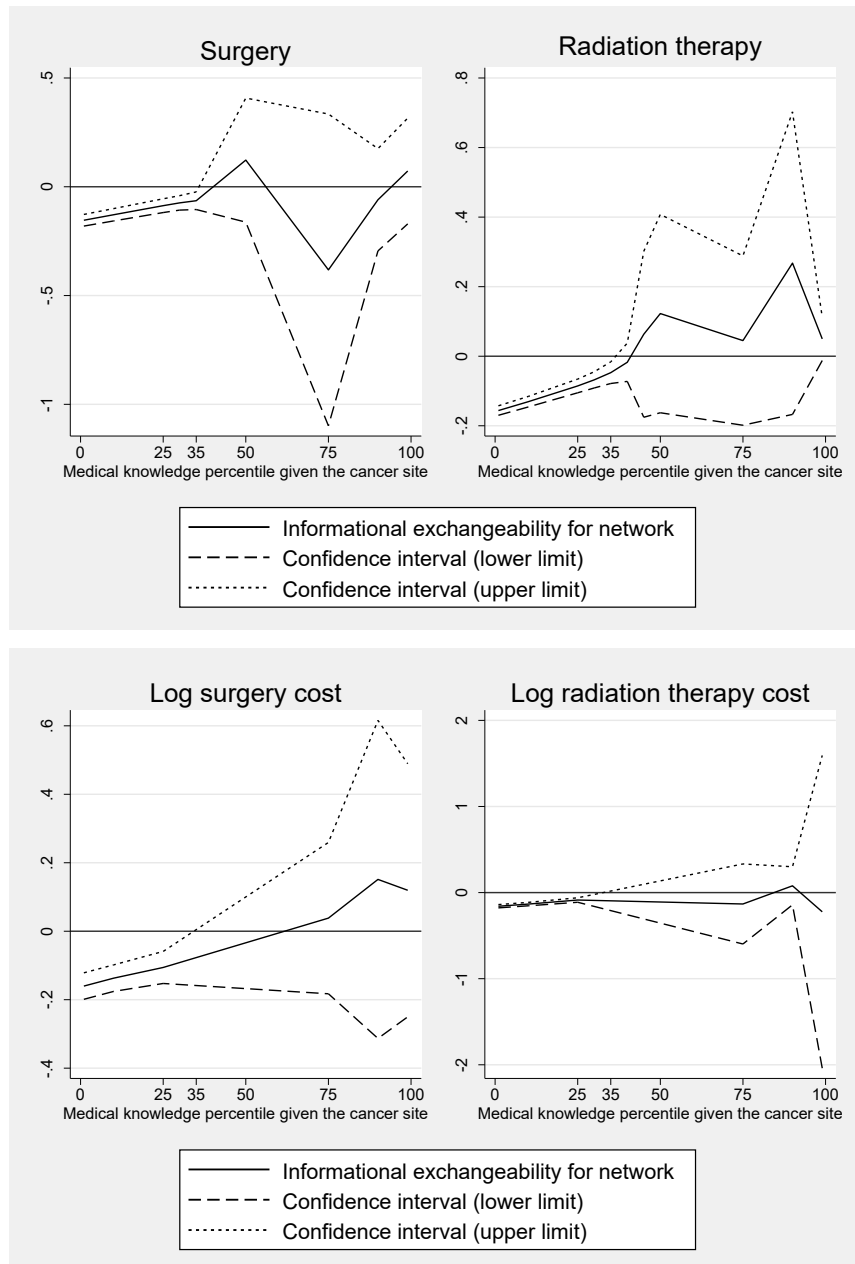 Surgery
.5
0
-.5
-1
0 25 35 50 75 100
Medical knowledge percentile given the cancer site
Radiation therapy
.8
.6
.4
.2
0
-.2
0 25 35 50 75 100
Medical knowledge percentile given the cancer site
Informational exchangeability for network
Confidence interval (lower limit)
Confidence interval (upper limit)
Log surgery cost
.6
.4
.2
0
-.2
-.4
0 25 35 50 75 100
Medical knowledge percentile given the cancer site
Log radiation therapy cost
2
1
0
-1
-2
0 25 35 50 75 100
Medical knowledge percentile given the cancer site
Informational exchangeability for network
Confidence interval (lower limit)
Confidence interval (upper limit)